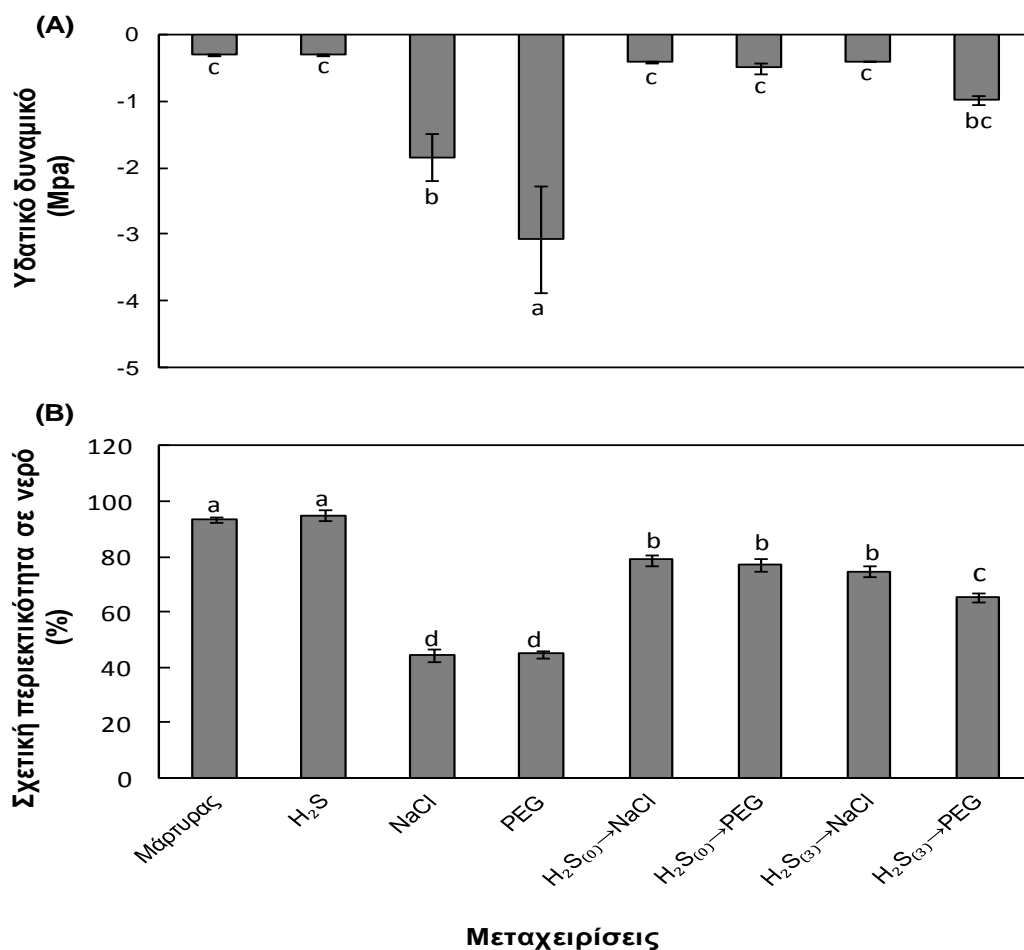 (A)
Υδατικό δυναμικό
(Mpa)
0
-1
-2
-3
-4
-5
c
c
b
a
c
c
c
bc
(B)
Σχετική περιεκτικότητα σε νερό
(%)
120
100
80
60
40
20
0
a
a
d
d
b
b
b
c
Μάρτυρας
H₂S
NaCl
PEG
H₂S₍₀₎→NaCl
H₂S₍₀₎→PEG
H₂S₍₃₎→NaCl
H₂S₍₃₎→PEG
Μεταχειρίσεις